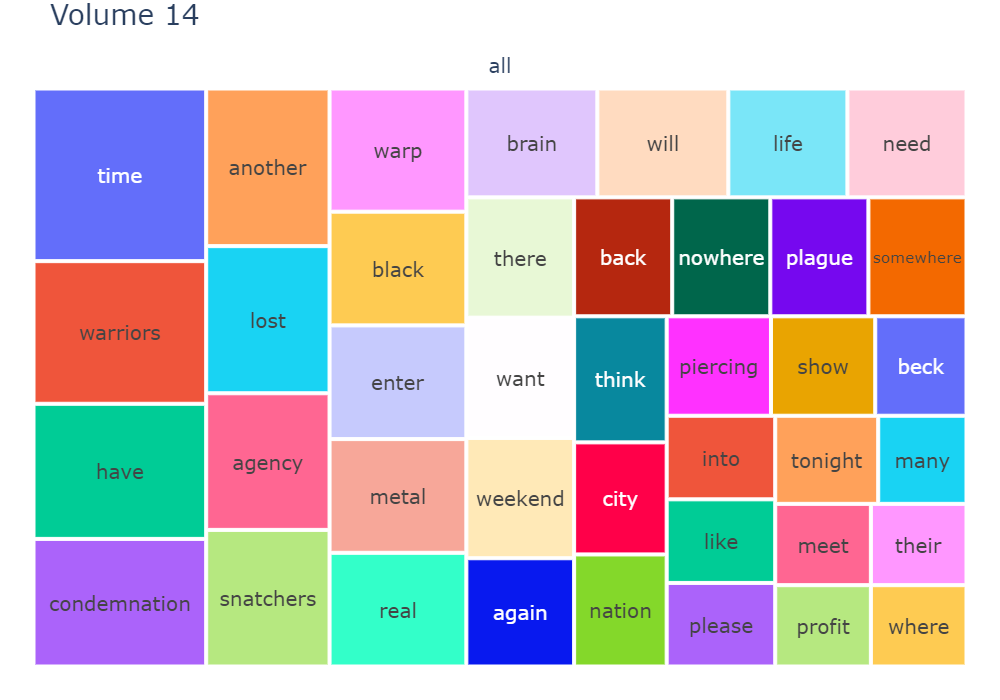 Volume 14
all
time
warriors
have
condemnation
another
lost
agency
snatchers
warp
black
enter
metal
real
brain
will
life
need
there
want
weekend
again
back
nowhere
plague
somewhere
think
city
nation
piercing
show
beck
into
like
please
tonight
many
meet
their
profit
where